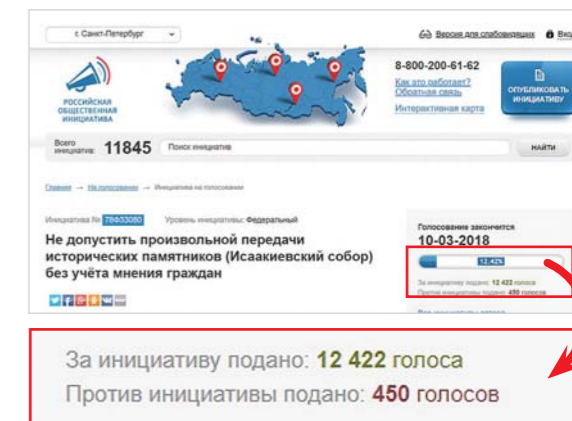 г. Санкт-Петербург
Версия для слабовидящих
РОССИЙСКАЯ
ОБЩЕСТВЕННАЯ
ИНИЦИАТИВА
8-800-200-61-62
Как это работает?
Обратная связь
Интерактивная карта
ОПУБЛИКОВАТЬ
ИНИЦИАТИВУ
Всего
инициатив: 11845
Поиск инициатив
НАЙТИ
Главная → На голосовании → Инициатива на голосовании
Инициатива № 78Ф33080 Уровень инициативы: Федеральный
Не допустить произвольной передачи
исторических памятников (Исаакиевский собор)
без учёта мнения граждан
Голосование закончится
10-03-2018
12.42%
За инициативу подано: 12 422 голоса
Против инициативы подано: 450 голосов
За инициативу подано: 12 422 голоса
Против инициативы подано: 450 голосов